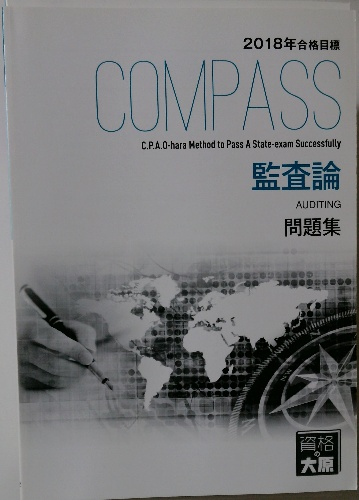 2018年合格目標
COMPASS
C.P.A.O-hara Method to Pass A State-exam Successfully
監査論
AUDITING
問題集
資格
の
大原